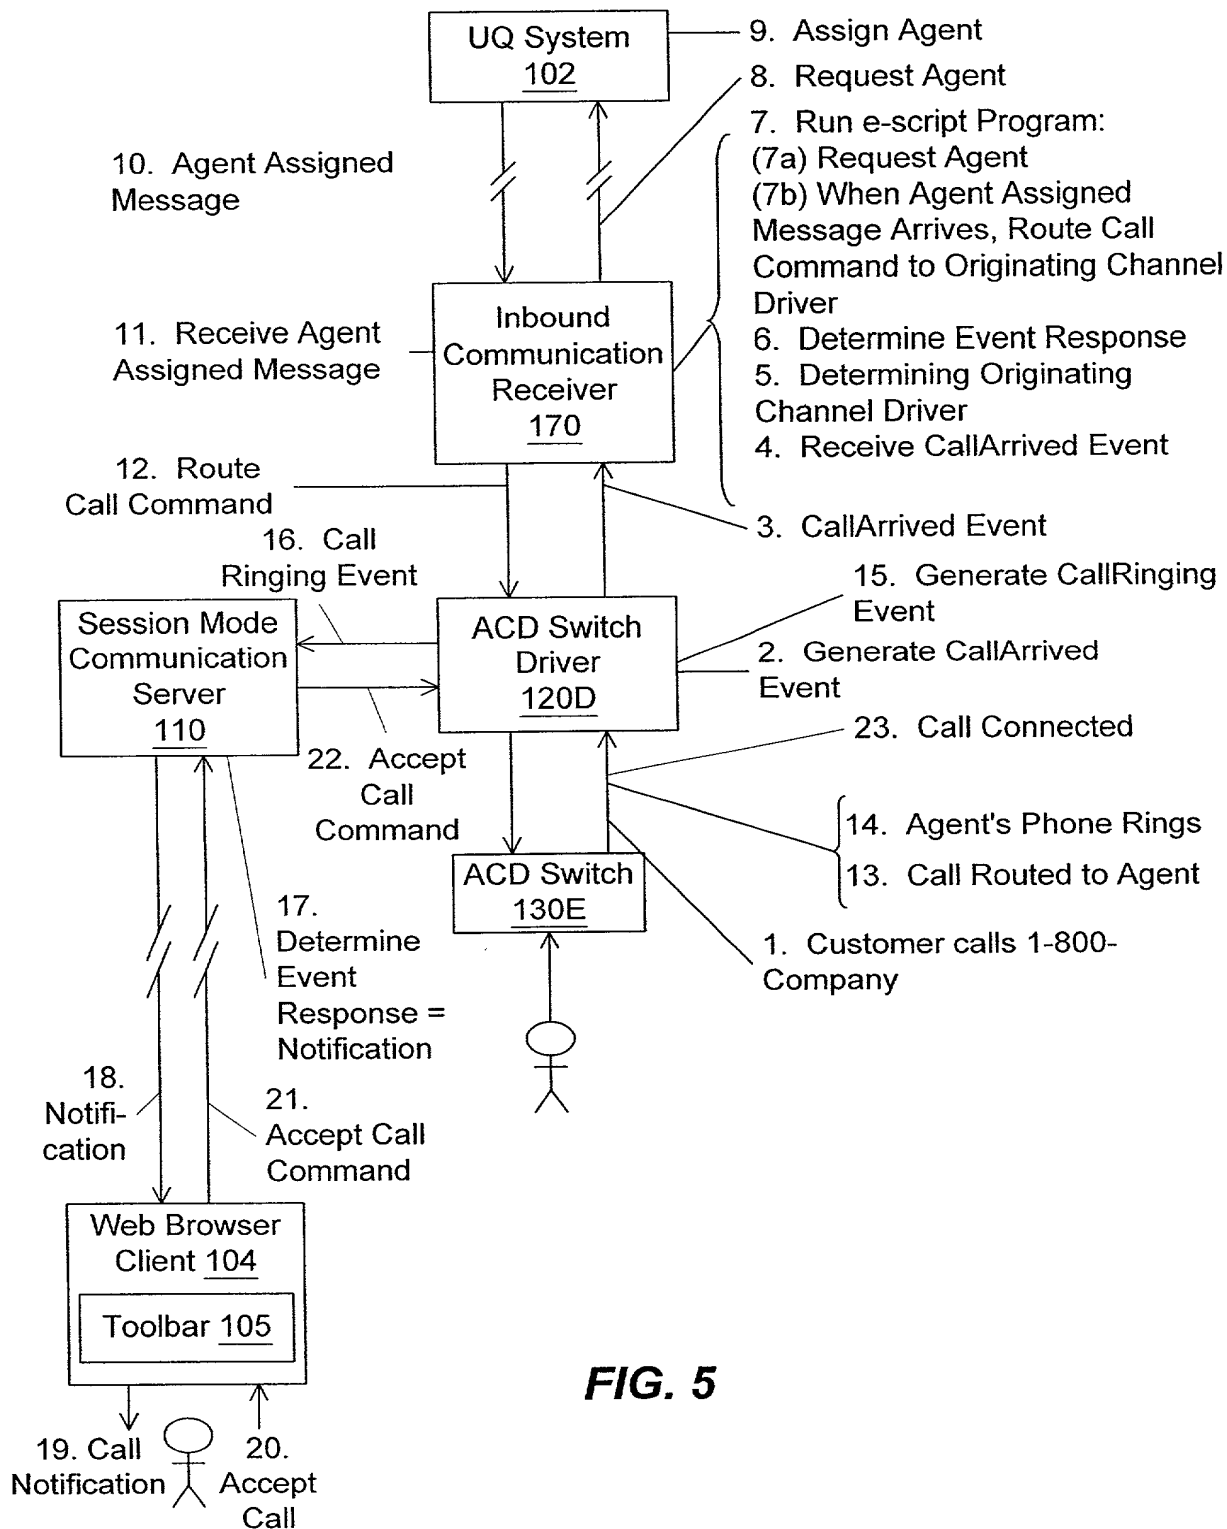 UQ System
102
9. Assign Agent
8. Request Agent
7. Run e-script Program:
(7a) Request Agent
(7b) When Agent Assigned
Message Arrives, Route Call
Command to Originating Channel
Driver
6. Determine Event Response
5. Determining Originating
Channel Driver
4. Receive CallArrived Event
10. Agent Assigned
Message
Inbound
Communication
Receiver
170
11. Receive Agent
Assigned Message
12. Route
Call Command
3. CallArrived Event
16. Call
Ringing Event
15. Generate CallRinging
Event
Session Mode
Communication
Server
110
ACD Switch
Driver
120D
2. Generate CallArrived
Event
23. Call Connected
22. Accept
Call
Command
14. Agent's Phone Rings
13. Call Routed to Agent
ACD Switch
130E
1. Customer calls 1-800-
Company
17.
Determine
Event
Response =
Notification
18.
Notifi-
cation
21.
Accept Call
Command
Web Browser
Client 104
Toolbar 105
FIG. 5
19. Call
Notification
20.
Accept
Call